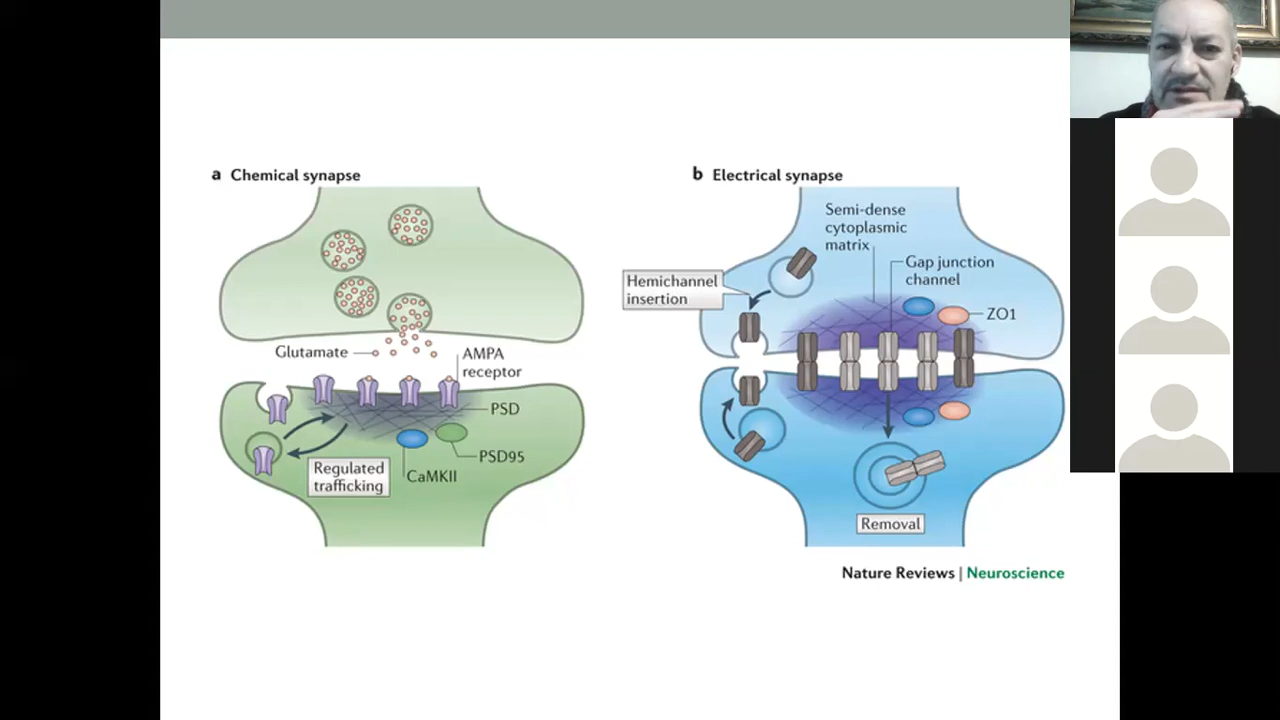 a Chemical synapse
Glutamate
AMPA
receptor
PSD
PSD95
CaMKII
Regulated
trafficking
b Electrical synapse
Semi-dense
cytoplasmic
matrix
Gap junction
channel
Hemichannel
insertion
ZO1
Removal
Nature Reviews | Neuroscience